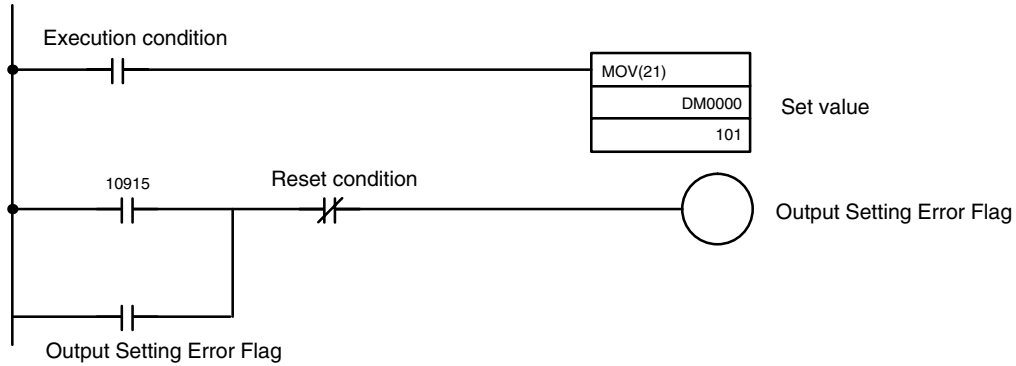 Execution condition
MOV(21)
DM0000
Set value
101
10915
Reset condition
Output Setting Error Flag
Output Setting Error Flag